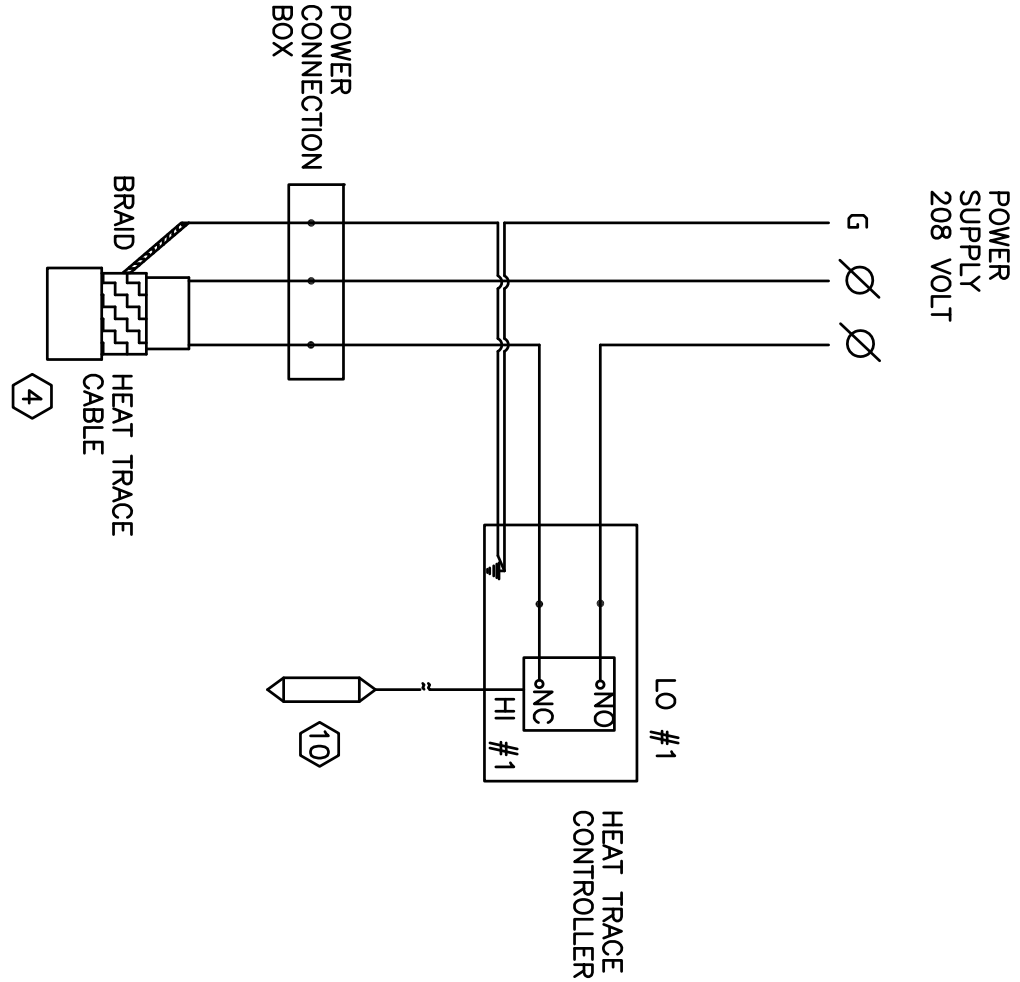 POWER
SUPPLY
208 VOLT
G
POWER
CONNECTION
BOX
BRAID
HEAT TRACE
CABLE
4
LO #1
NO
NC
HI #1
10
HEAT TRACE
CONTROLLER